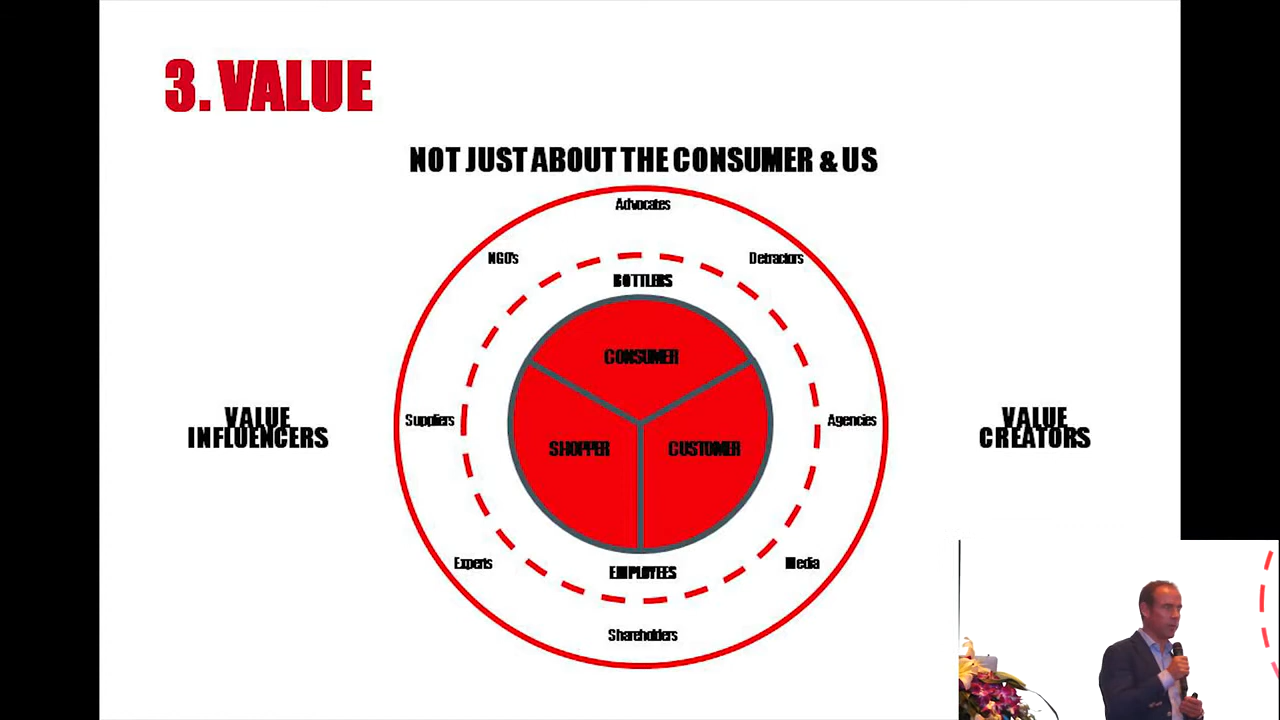 3. VALUE
NOT JUST ABOUT THE CONSUMER & US
Advocates
NGO's
Detractors
BOTTLERS
CONSUMER
VALUE
INFLUENCERS
Suppliers
SHOPPER
CUSTOMER
Agencies
VALUE
CREATORS
Experts
EMPLOYEES
Media
Shareholders